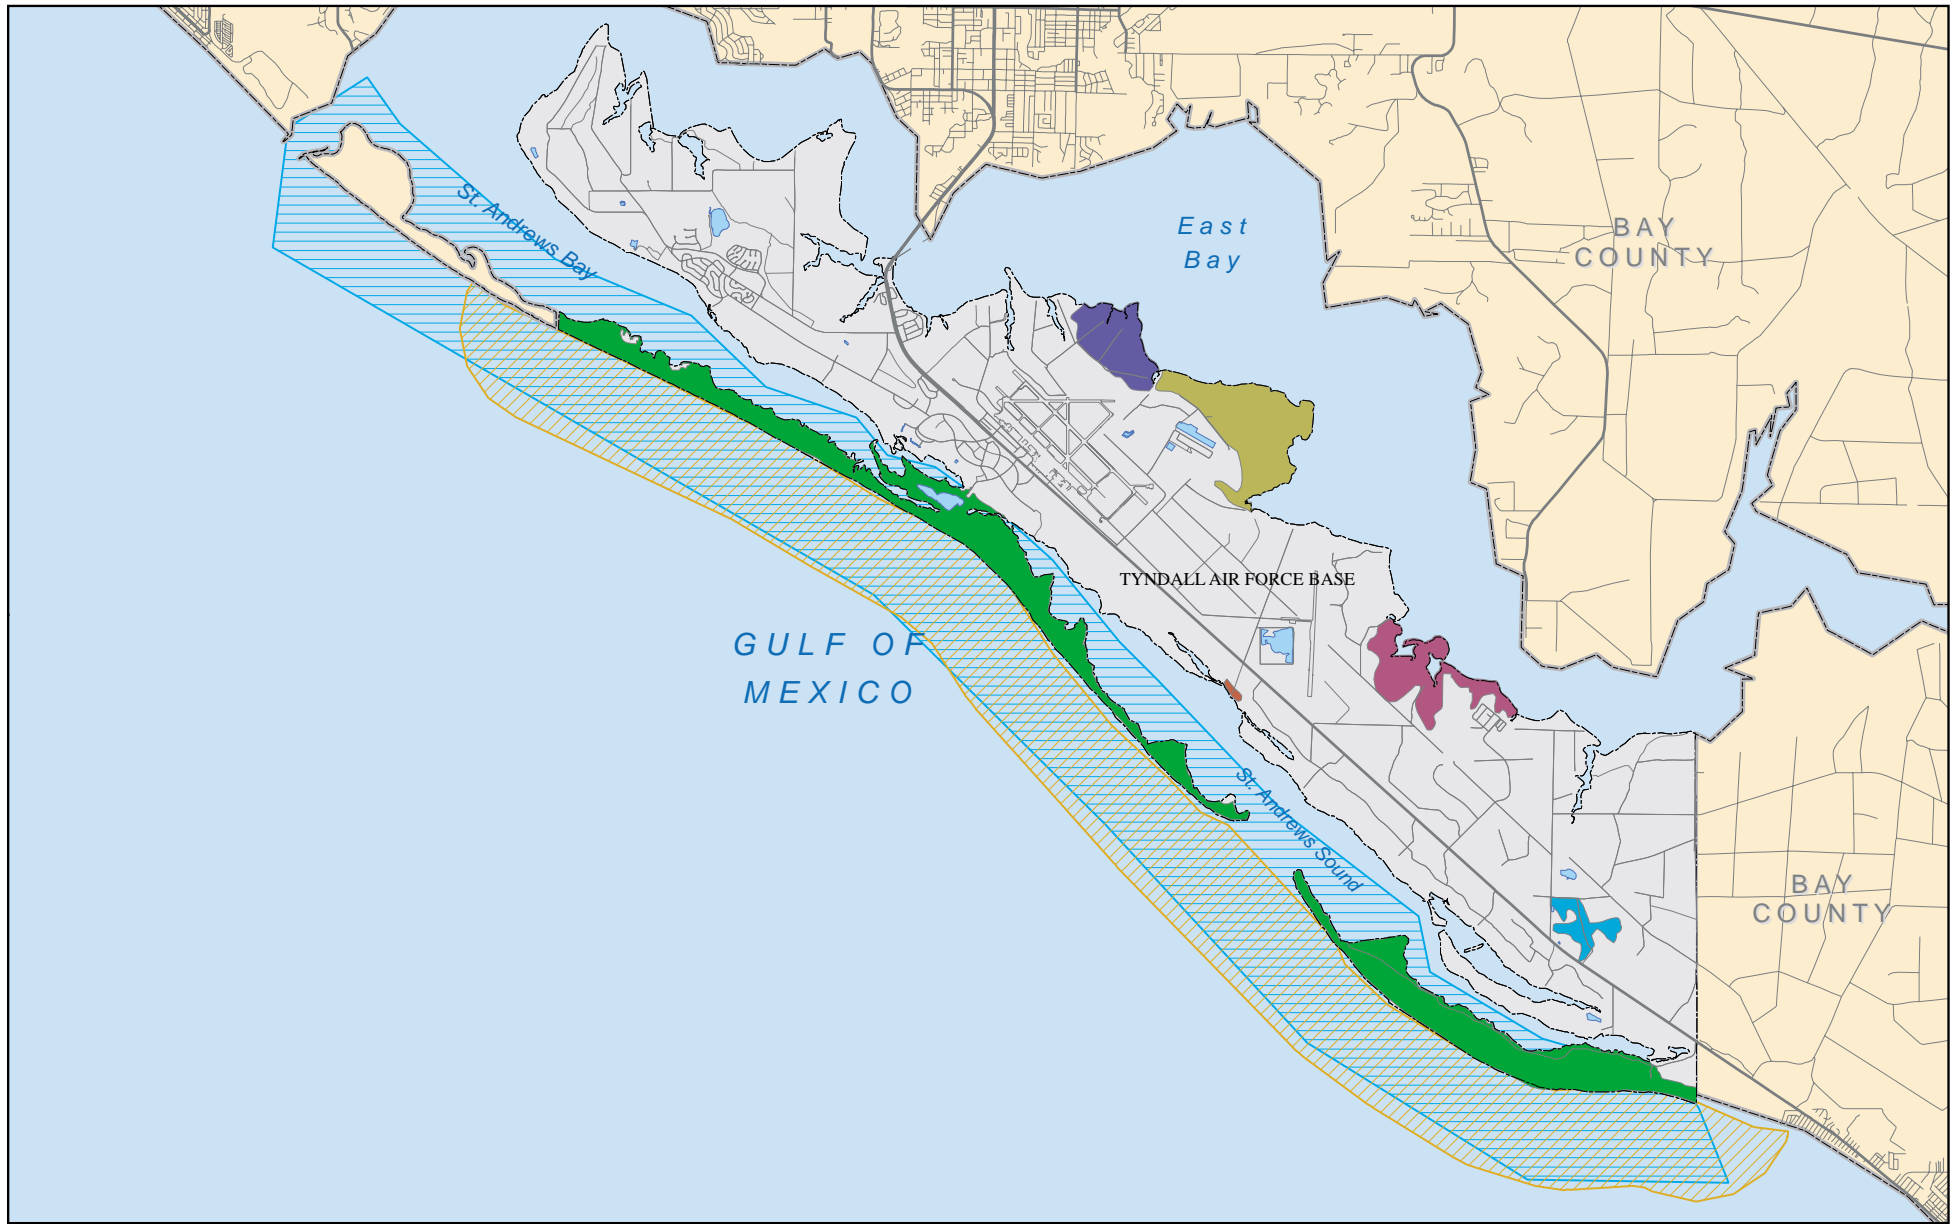 St. Andrews Bay
East
Bay
BAY
COUNTY
TYNDALL AIR FORCE BASE
GULF OF
MEXICO
St. Andrews Sound
BAY
COUNTY